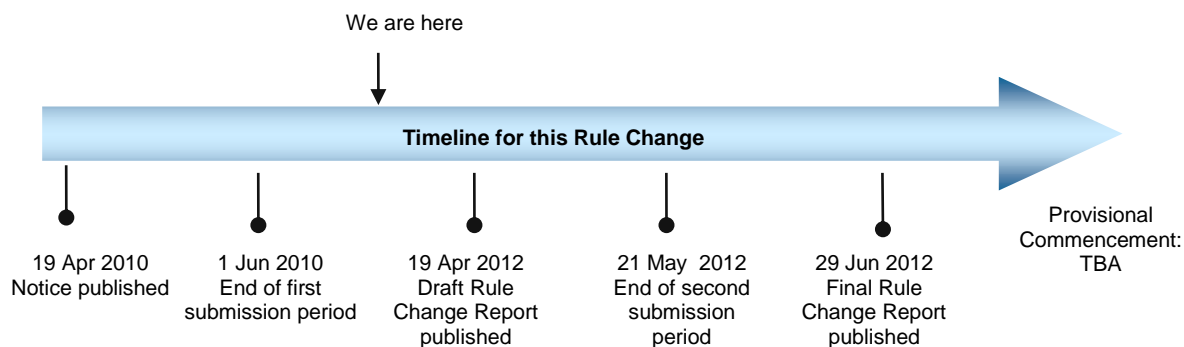 We are here
Timeline for this Rule Change
19 Apr 2010
Notice published
1 Jun 2010
End of first
submission period
19 Apr 2012
Draft Rule
Change Report
published
21 May  2012
End of second
submission
period
29 Jun 2012
Final Rule
Change Report
published
Provisional
Commencement:
TBA